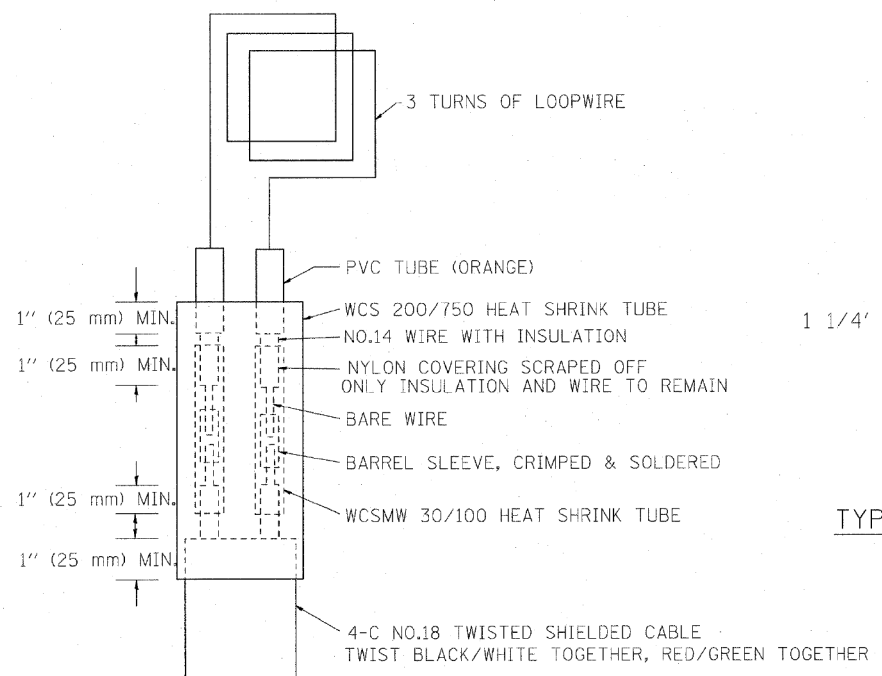 3 TURNS OF LOOPWIRE
PVC TUBE (ORANGE)
1" (25 mm) MIN.
WCS 200/750 HEAT SHRINK TUBE
1 1/4'
NO.14 WIRE WITH INSULATION
1" (25 mm) MIN.
NYLON COVERING SCRAPED OFF
ONLY INSULATION AND WIRE TO REMAIN
BARE WIRE
BARREL SLEEVE, CRIMPED & SOLDERED
1" (25 mm) MIN.
WCSMW 30/100 HEAT SHRINK TUBE
TYP
1" (25 mm) MIN.
4-C NO.18 TWISTED SHIELDED CABLE
TWIST BLACK/WHITE TOGETHER, RED/GREEN TOGETHER